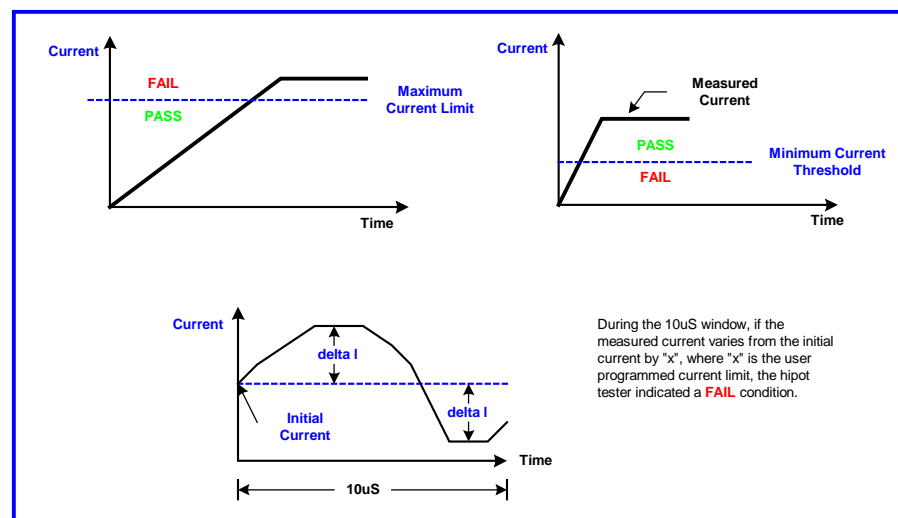 Current
FAIL
PASS
Maximum
Current Limit
Time
Current
Measured
Current
PASS
FAIL
Minimum Current
Threshold
Time
Current
delta I
delta I
Initial
Current
Time
10uS
During the 10uS window, if the
measured current varies from the initial
current by "x", where "x" is the user
programmed current limit, the hipot
tester indicated a FAIL condition.